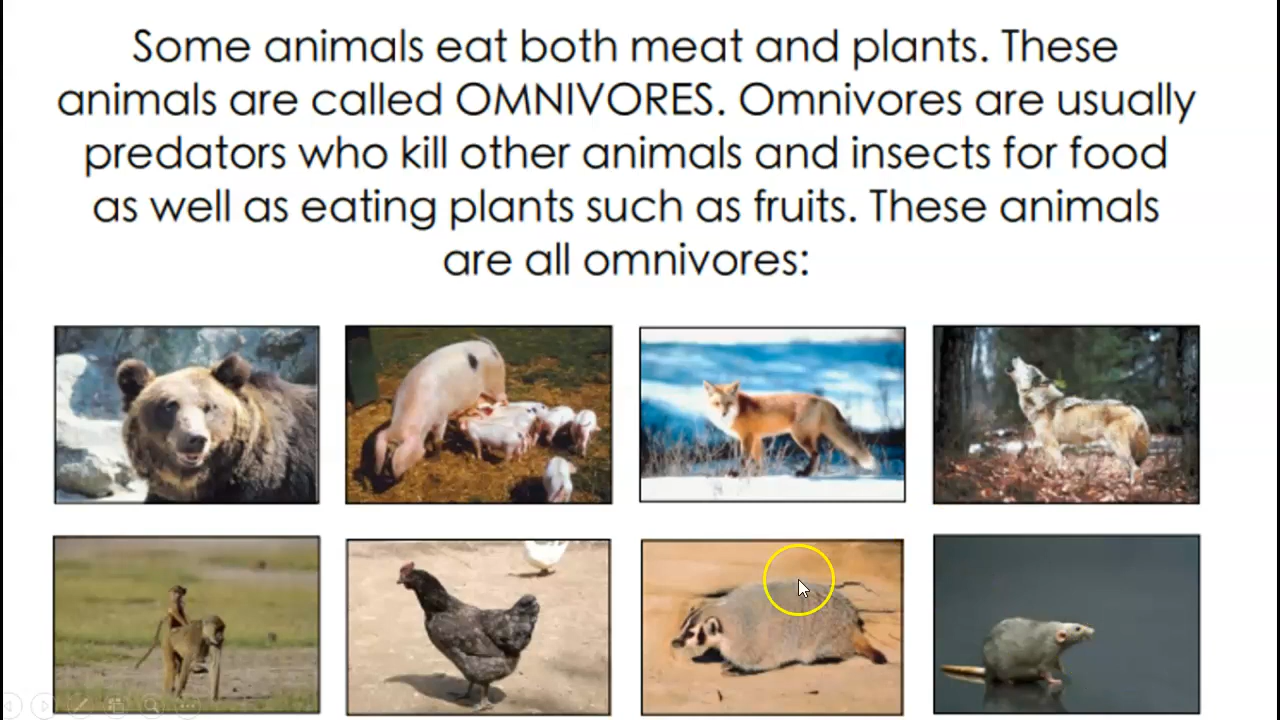 Some animals eat both meat and plants. These
animals are called OMNIVORES. Omnivores are usually
predators who kill other animals and insects for food
as well as eating plants such as fruits. These animals
are all omnivores: